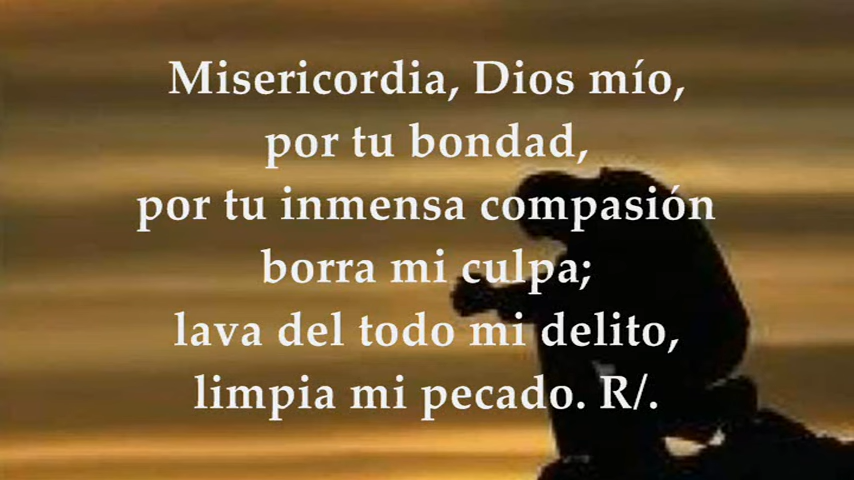 Misericordia, Dios mío,
por tu bondad,
por tu inmensa compasión
borra mi culpa;
lava del todo mi delito,
limpia mi pecado. R/.